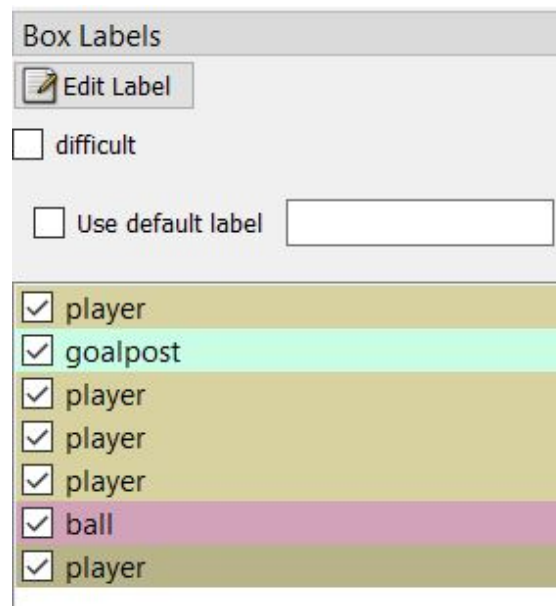 Box Labels
Edit Label
difficult
Use default label
player
goalpost
player
player
player
ball
player